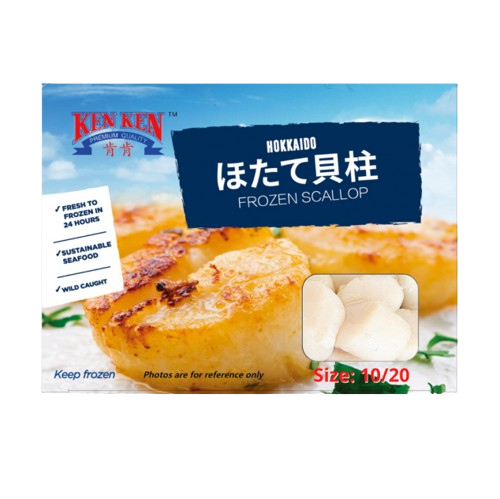 KEN KEN TM
PREMIUM QUALITY
肯肯
HOKKAIDO
ほたて貝柱
FROZEN SCALLOP
✓ FRESH TO
FROZEN IN
24 HOURS
✓ SUSTAINABLE
SEAFOOD
✓ WILD CAUGHT
Keep frozen
Photos are for reference only
Size: 10/20